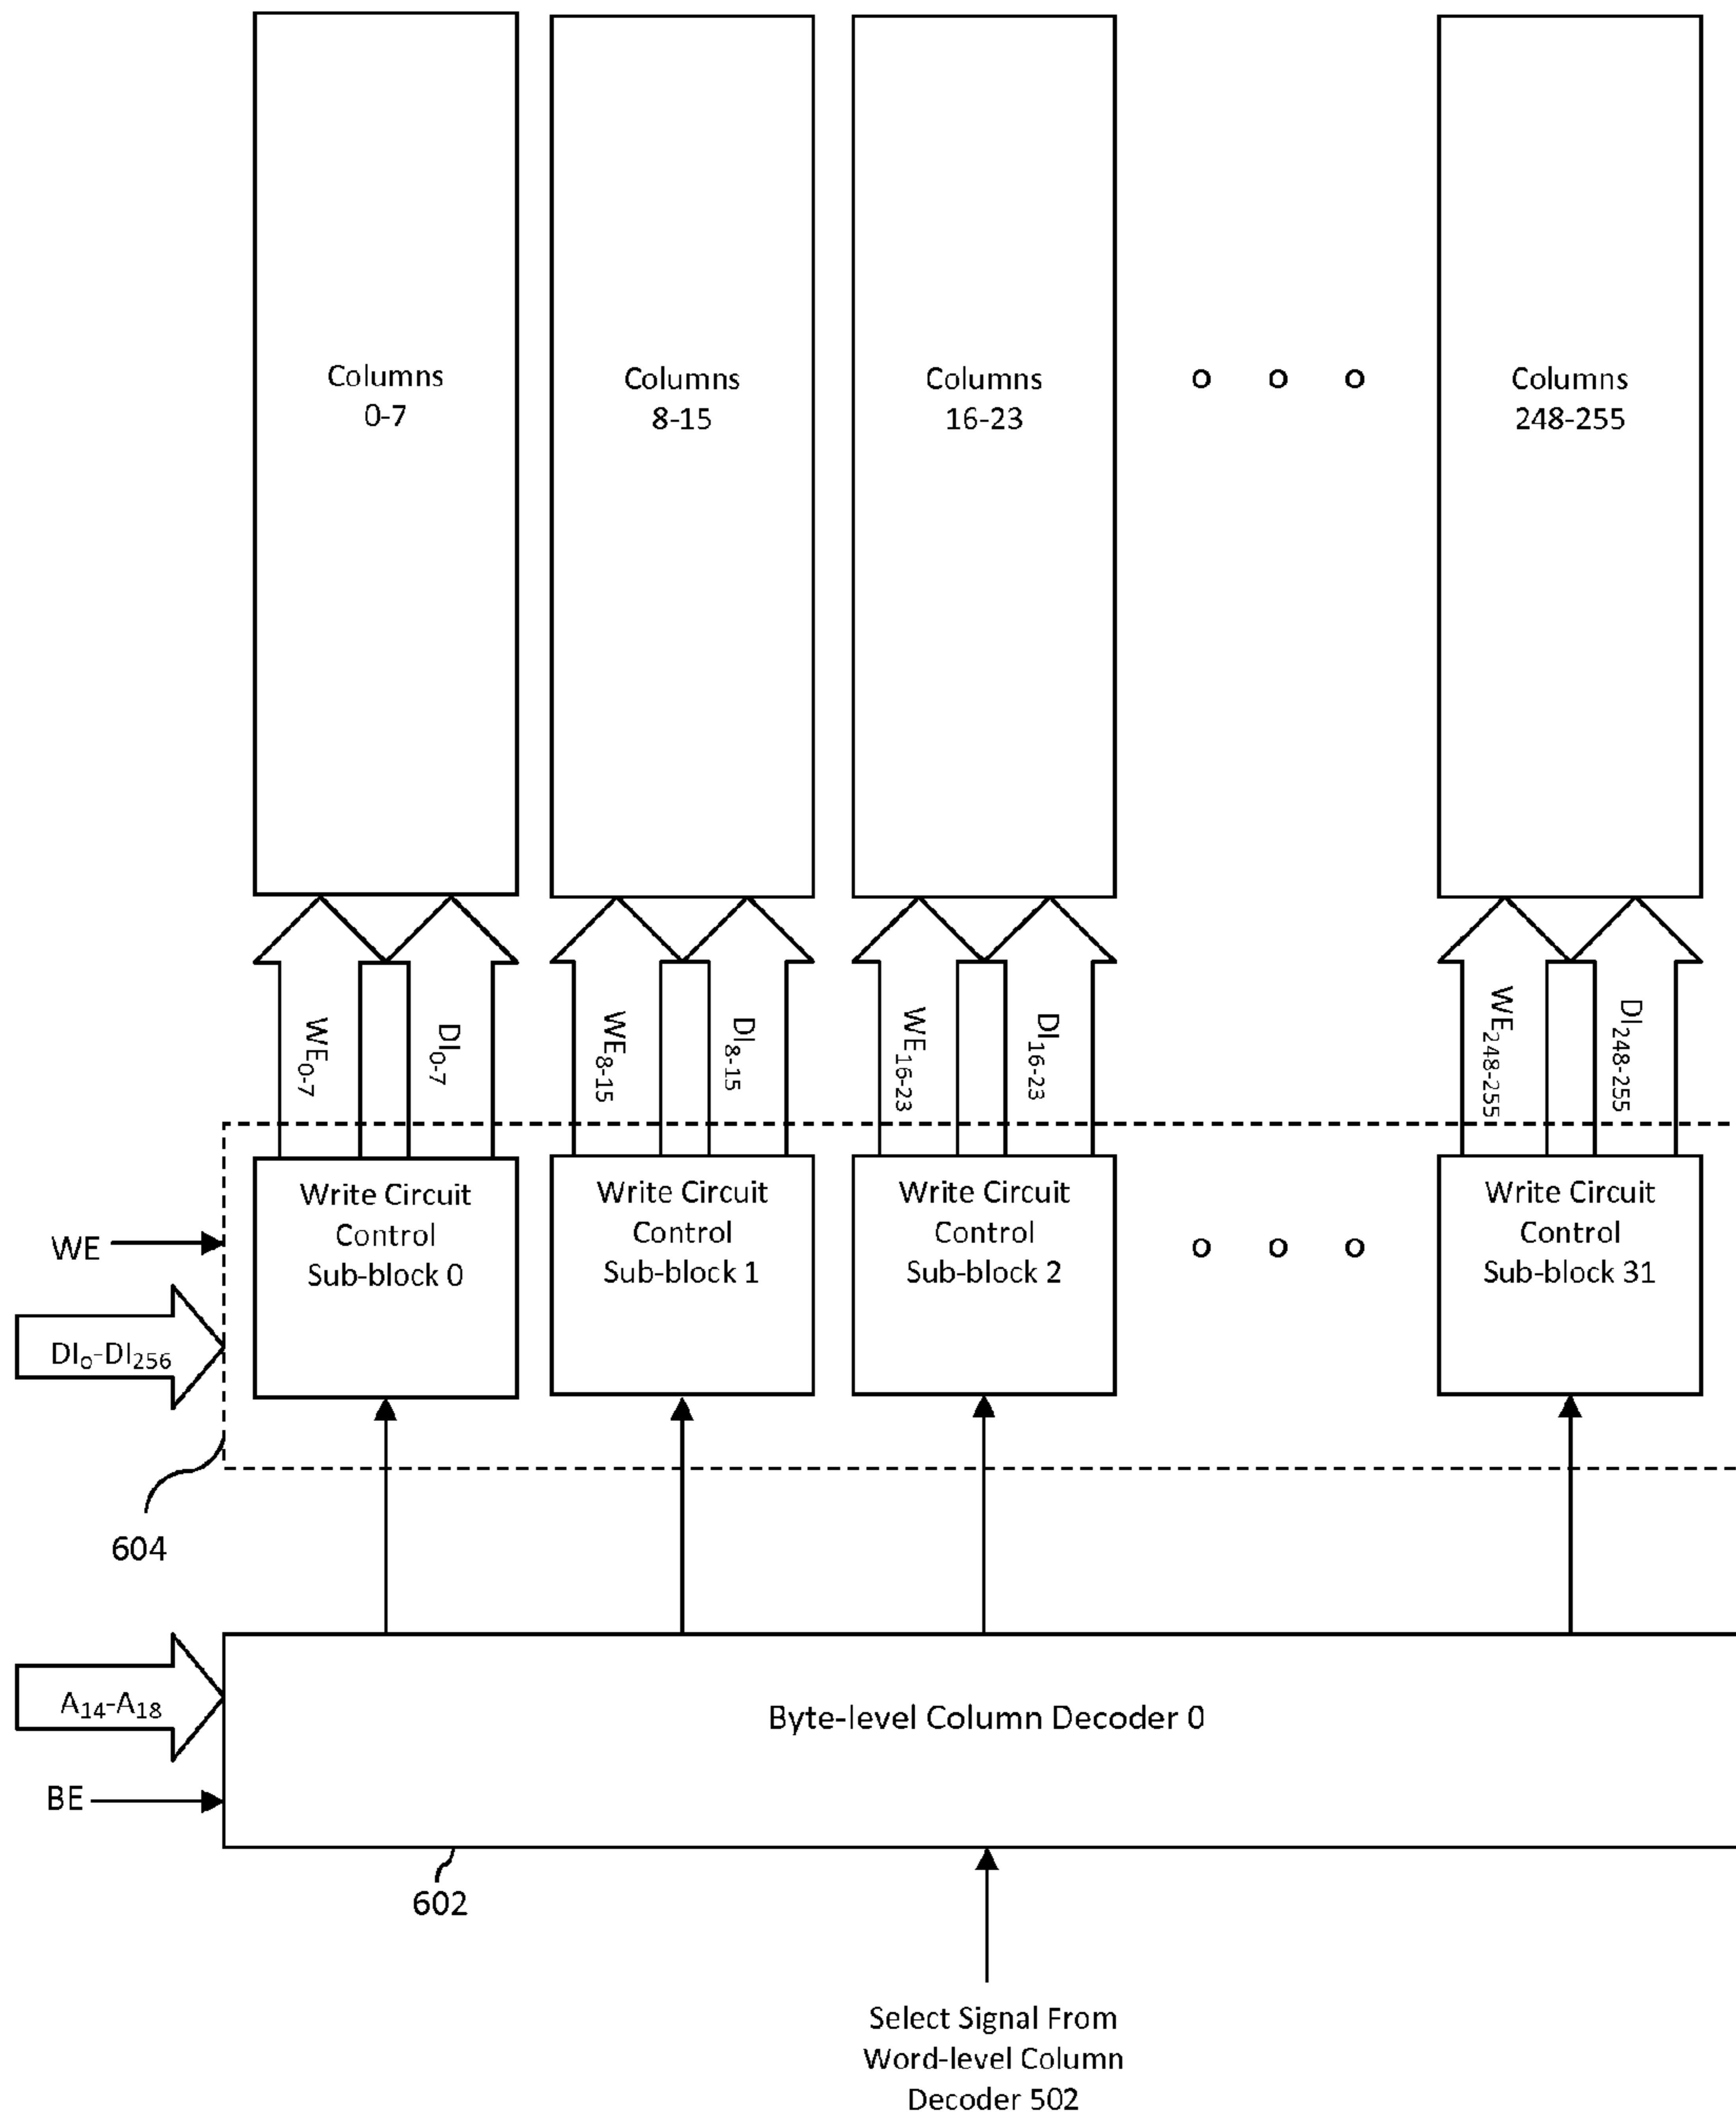 Columns
0-7
Columns
8-15
Columns
16-23
o o o
Columns
248-255
WE0-7
DI0-7
WE8-15
DI8-15
WE16-23
DI16-23
WE248-255
DI248-255
WE
DIo-DI256
Write Circuit
Control
Sub-block 0
Write Circuit
Control
Sub-block 1
Write Circuit
Control
Sub-block 2
o o o
Write Circuit
Control
Sub-block 31
604
A14-A18
BE
Byte-level Column Decoder 0
602
Select Signal From
Word-level Column
Decoder 502